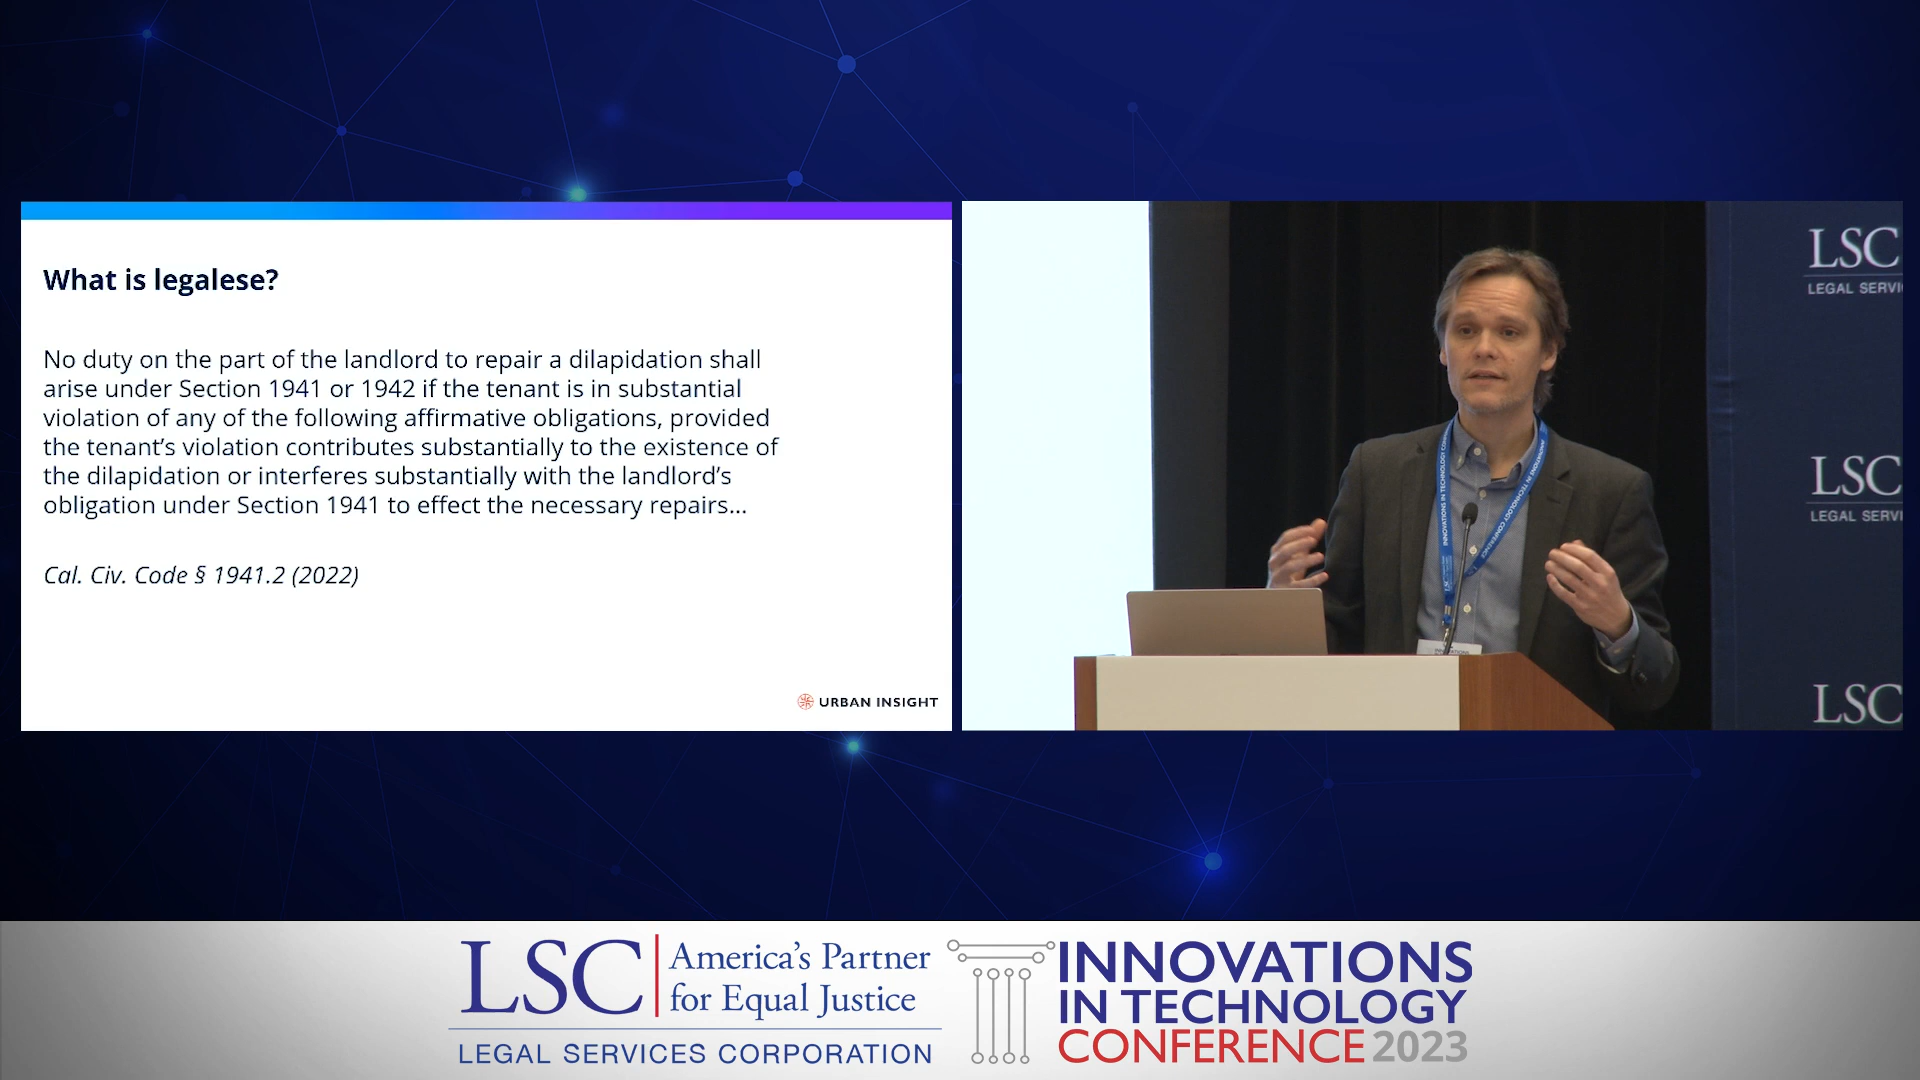 What is legalese?
No duty on the part of the landlord to repair a dilapidation shall
arise under Section 1941 or 1942 if the tenant is in substantial
violation of any of the following affirmative obligations, provided
the tenant’s violation contributes substantially to the existence of
the dilapidation or interferes substantially with the landlord’s
obligation under Section 1941 to effect the necessary repairs...
Cal. Civ. Code § 1941.2 (2022)
URBAN INSIGHT
LSC
LEGAL SERVI
LSC
LEGAL SERVI
LSC
INNOVATIONS IN TECHNOLOGY CONFERENCE
LSC
America’s Partner
for Equal Justice
LEGAL SERVICES CORPORATION
INNOVATIONS
IN TECHNOLOGY
CONFERENCE 2023